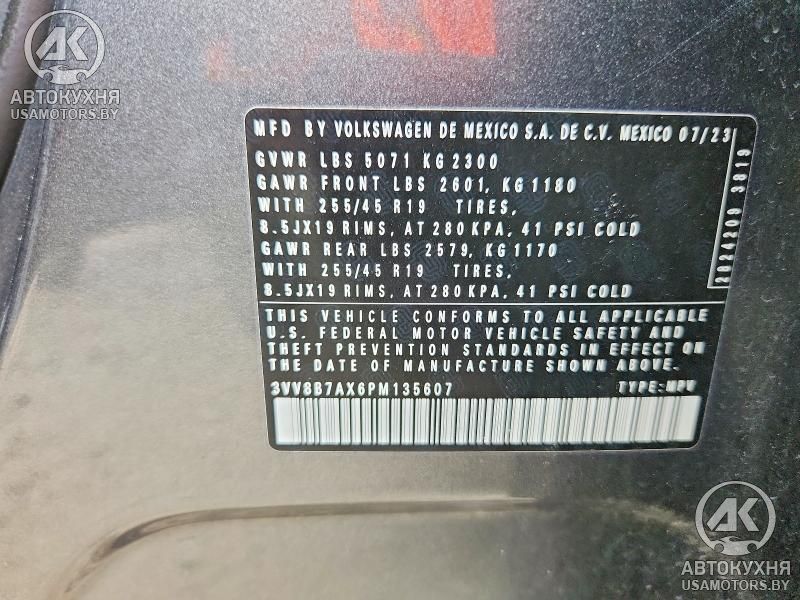 АК
АВТОКУХНЯ
USAMOTORS.BY
MFD BY VOLKSWAGEN DE MEXICO S.A. DE C.V. MEXICO 07/23
GVWR LBS 5071 KG 2300
GAWR FRONT LBS 2601, KG 1180
WITH 255/45 R19 TIRES,
8.5JX19 RIMS, AT 280 KPA, 41 PSI COLD
GAWR REAR LBS 2579, KG 1170
WITH 255/45 R19 TIRES,
8.5JX19 RIMS, AT 280 KPA, 41 PSI COLD
2824209 3819
THIS VEHICLE CONFORMS TO ALL APPLICABLE
U.S. FEDERAL MOTOR VEHICLE SAFETY AND
THEFT PREVENTION STANDARDS IN EFFECT ON
THE DATE OF MANUFACTURE SHOWN ABOVE
3VV8B7AX6PM135607 TYPE: MPV
АК
АВТОКУХНЯ
USAMOTORS.BY